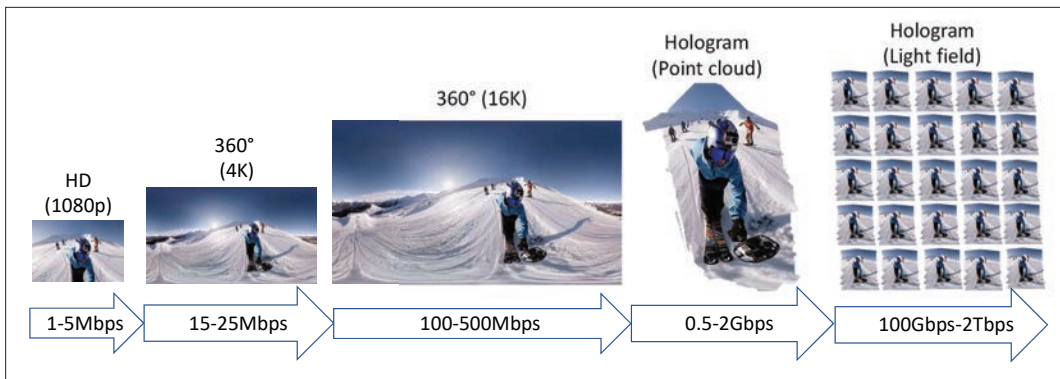 HD
(1080p)
360°
(4K)
360° (16K)
Hologram
(Point cloud)
Hologram
(Light field)
1-5Mbps
15-25Mbps
100-500Mbps
0.5-2Gbps
100Gbps-2Tbps